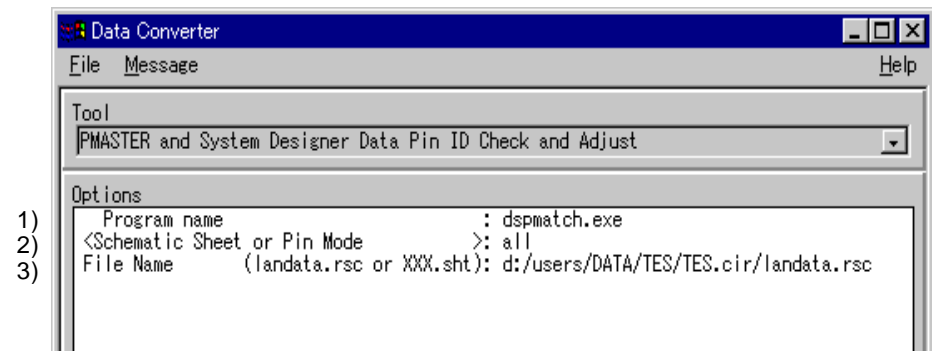 Data Converter
File Message Help
Tool
PMASTER and System Designer Data Pin ID Check and Adjust
Options
1) Program name : dspmatch.exe
2) <Schematic Sheet or Pin Mode >: all
3) File Name (landata.rsc or XXX.sht): d:/users/DATA/TES/TES.cir/landata.rsc